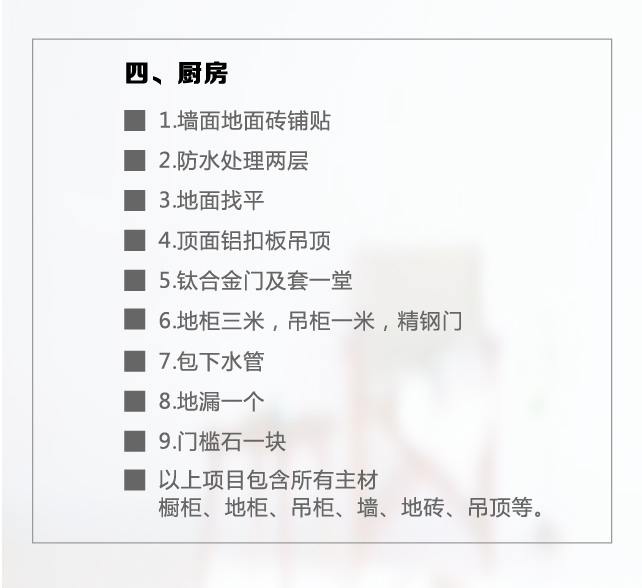 四、厨房
1.墙面地面砖铺贴
2.防水处理两层
3.地面找平
4.顶面铝扣板吊顶
5.钛合金门及套一堂
6.地柜三米，吊柜一米，精钢门
7.包下水管
8.地漏一个
9.门槛石一块
以上项目包含所有主材
橱柜、地柜、吊柜、墙、地砖、吊顶等。